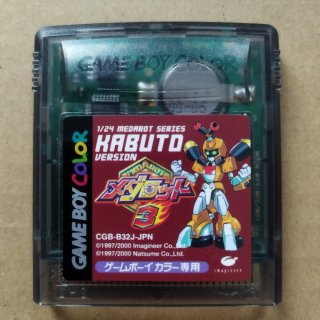 GAME BOY COLOR
1/24 MEDAROT SERIES
KABUTO
VERSION
MEDAROT
メダロット
3
CGB-B32J-JPN
©1997/2000 Imagineer Co.,Ltd.
©1997/2000 Natsume Co., Ltd.
ゲームボーイ カラー専用
imagineer
GAME BOY COLOR